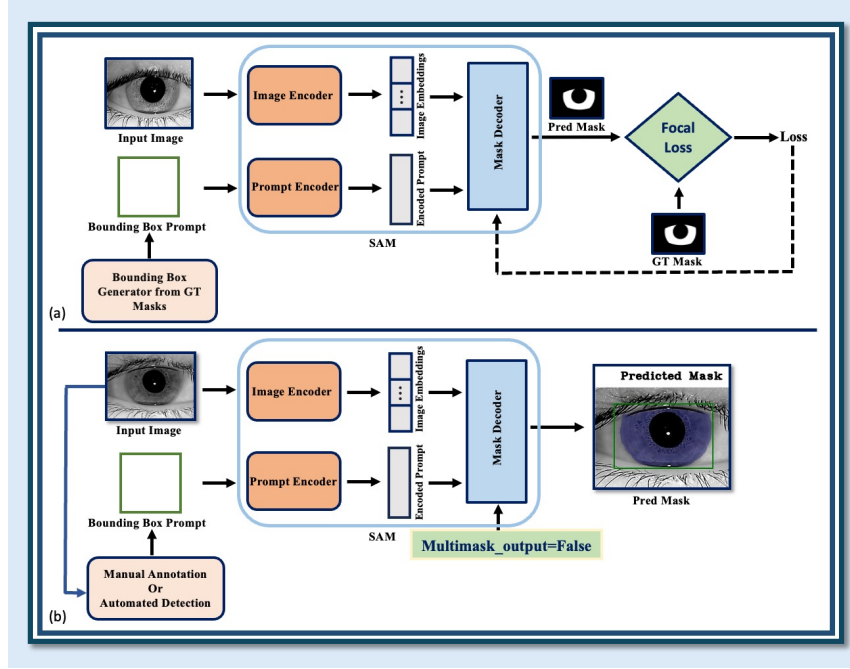 Input Image
Image Encoder
Image Embeddings
...
Mask Decoder
Pred Mask
Focal
Loss
Loss
Bounding Box Prompt
Prompt Encoder
Encoded Prompt
SAM
GT Mask
Bounding Box
Generator from GT
Masks
(a)
Input Image
Image Encoder
Image Embeddings
...
Mask Decoder
Predicted Mask
Pred Mask
Bounding Box Prompt
Prompt Encoder
Encoded Prompt
SAM
Multimask_output=False
Manual Annotation
Or
Automated Detection
(b)